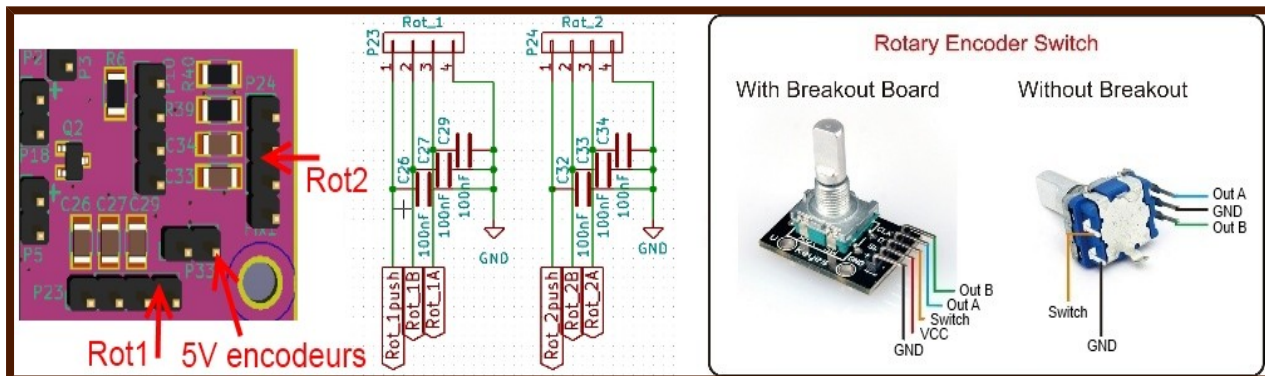 P2
P3
R6
P10
R40
P24
R39
Q2
C34
P18
C33
Rot2
C26 C27 C29
P5
P33
P23
Rot1
5V encodeurs
Rot_1
P23
1 2 3 4
C26
C27
C29
100nF
100nF
100nF
GND
Rot_1push
Rot_1B
Rot_1A
Rot_2
P24
1 2 3 4
C32
C33
C34
100nF
100nF
100nF
GND
Rot_2push
Rot_2B
Rot_2A
Rotary Encoder Switch
With Breakout Board
Without Breakout
CLK
GND
Out B
Out A
Switch
VCC
GND
Out A
GND
Out B
Switch
GND